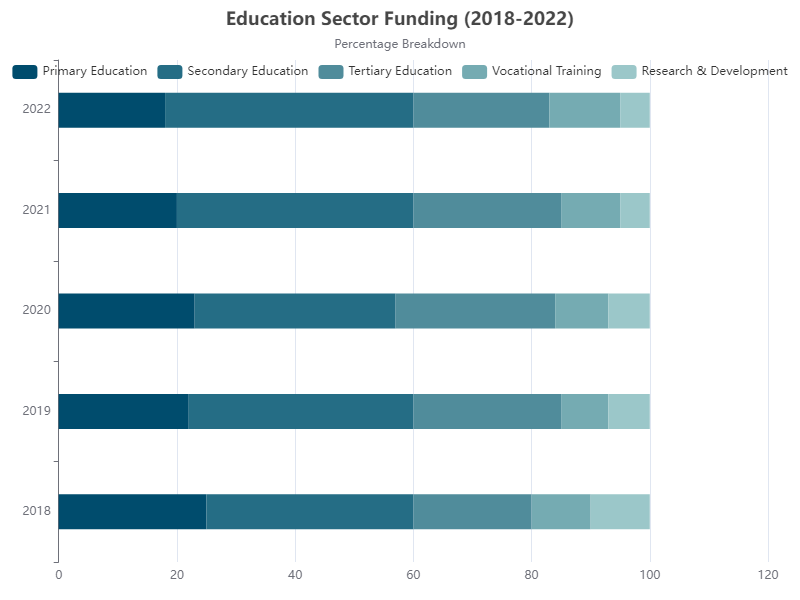 Education Sector Funding (2018-2022)
Percentage Breakdown
Primary Education Secondary Education Tertiary Education Vocational Training Research & Development
2022
2021
2020
2019
2018
0 20 40 60 80 100 120